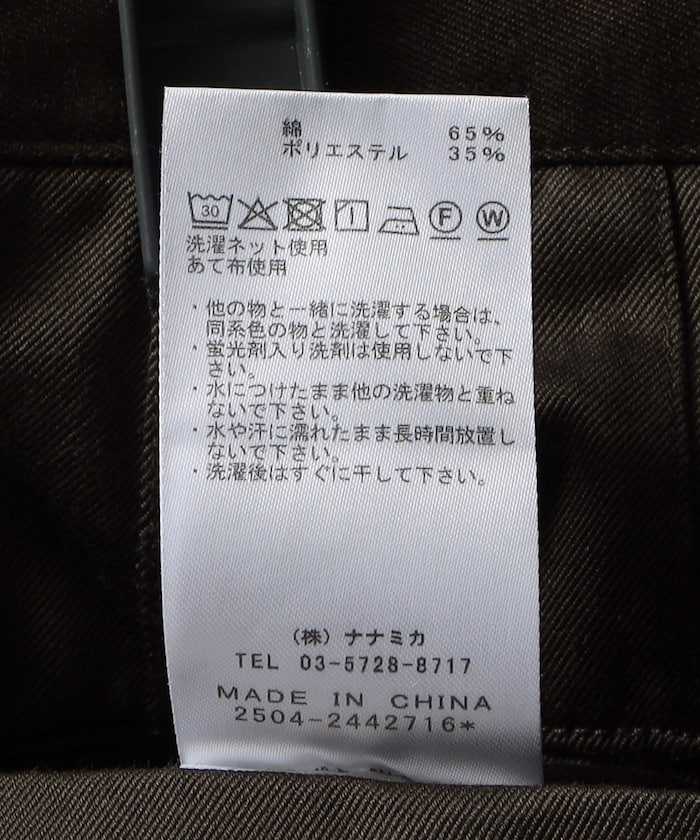 綿 65%
ポリエステル 35%
30
F
W
洗濯ネット使用
あて布使用
・他の物と一緒に洗濯する場合は、
同系色の物と洗濯して下さい。
・蛍光剤入り洗剤は使用しないで下
さい。
・水につけたまま他の洗濯物と重ね
ないで下さい。
・水や汗に濡れたまま長時間放置し
ないで下さい。
・洗濯後はすぐに干して下さい。
(株) ナナミカ
TEL 03-5728-8717
MADE IN CHINA
2504-2442716*